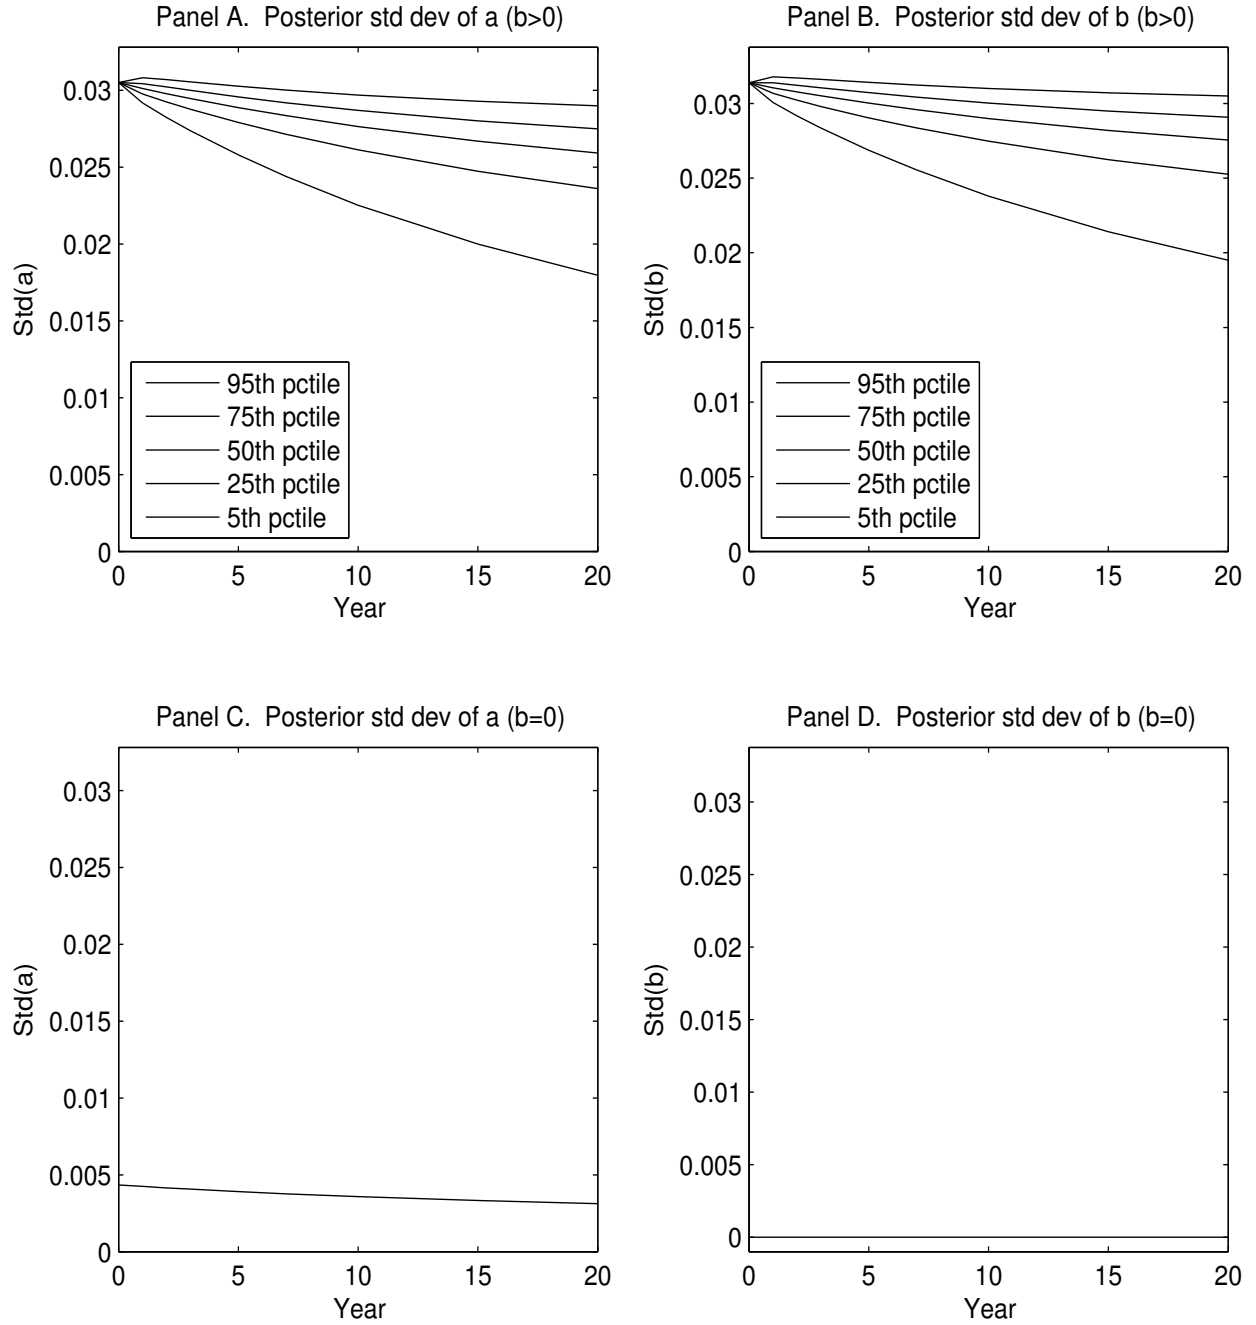 Panel A. Posterior std dev of a (b>0)
Std(a)
0.03
0.025
0.02
0.015
0.01
0.005
0
95th pctile
75th pctile
50th pctile
25th pctile
5th pctile
0 5 10 15 20
Year
Panel B. Posterior std dev of b (b>0)
Std(b)
0.03
0.025
0.02
0.015
0.01
0.005
0
95th pctile
75th pctile
50th pctile
25th pctile
5th pctile
0 5 10 15 20
Year
Panel C. Posterior std dev of a (b=0)
Std(a)
0.03
0.025
0.02
0.015
0.01
0.005
0
0 5 10 15 20
Year
Panel D. Posterior std dev of b (b=0)
Std(b)
0.03
0.025
0.02
0.015
0.01
0.005
0
0 5 10 15 20
Year